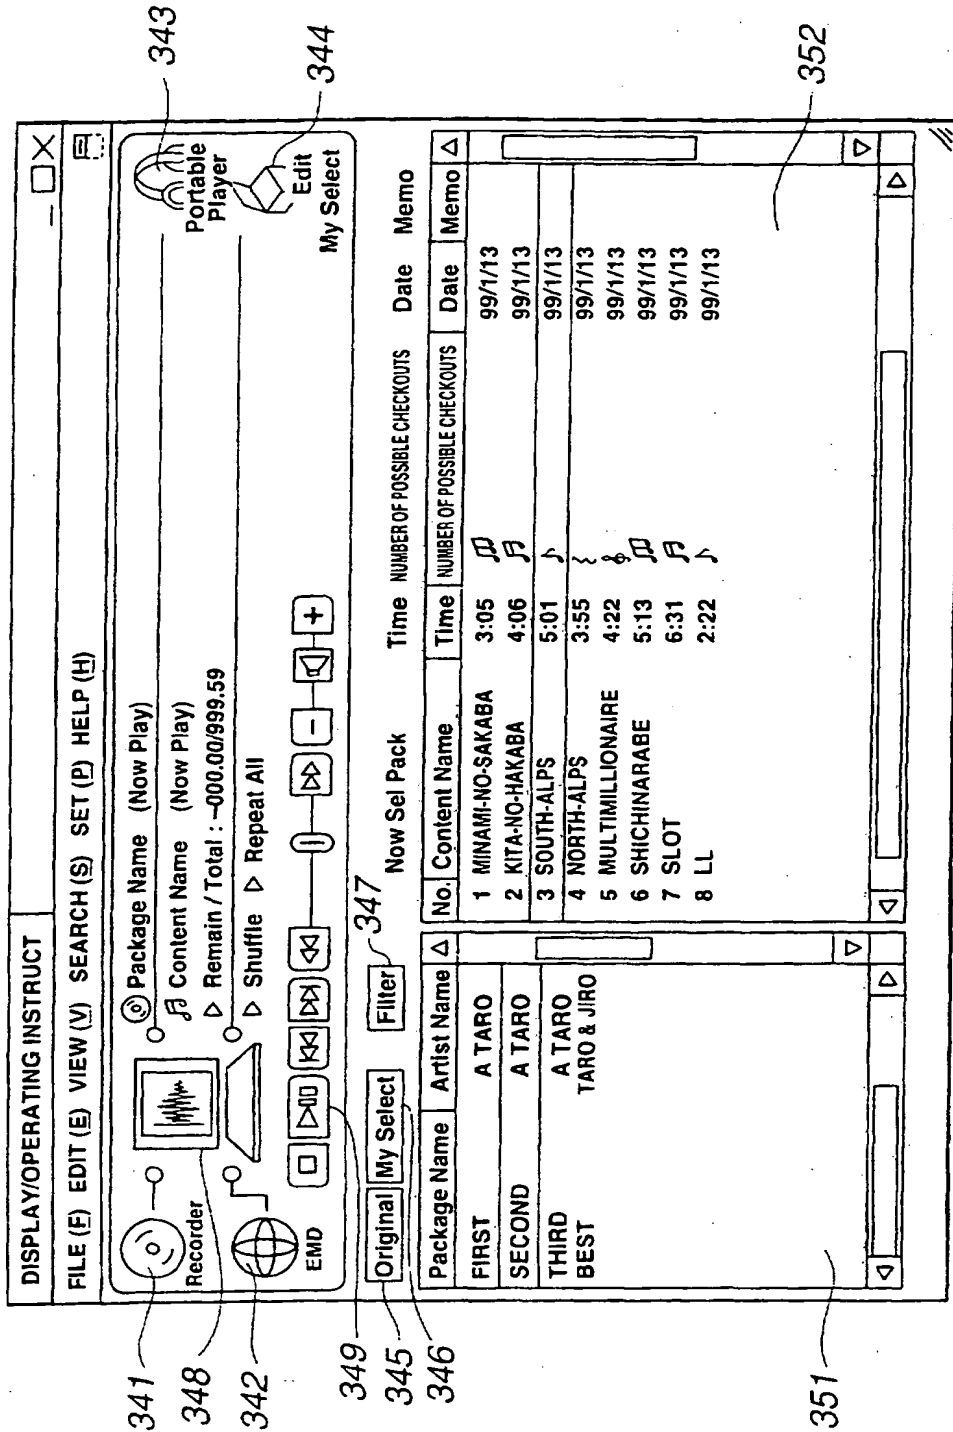 DISPLAY/OPERATING INSTRUCT
FILE (F) EDIT (E) VIEW (V) SEARCH (S) SET (P) HELP (H)
341
Recorder
348
342
EMD
Package Name (Now Play)
Content Name (Now Play)
Remain / Total : -000.00/999.59
Shuffle Repeat All
Portable
Player
343
Edit
344
My Select
349
345
Original
346
My Select
Filter
347
Now Sel Pack Time NUMBER OF POSSIBLE CHECKOUTS Date Memo
Package Name Artist Name
FIRST A TARO
SECOND A TARO
THIRD A TARO
BEST TARO & JIRO
351
No. Content Name Time NUMBER OF POSSIBLE CHECKOUTS Date Memo
1 MINAMI-NO-SAKABA 3:05 99/1/13
2 KITA-NO-HAKABA 4:06 99/1/13
3 SOUTH-ALPS 5:01 99/1/13
4 NORTH-ALPS 3:55 99/1/13
5 MULTIMILLIONAIRE 4:22 99/1/13
6 SHICHINARABE 5:13 99/1/13
7 SLOT 6:31 99/1/13
8 LL 2:22 99/1/13
352